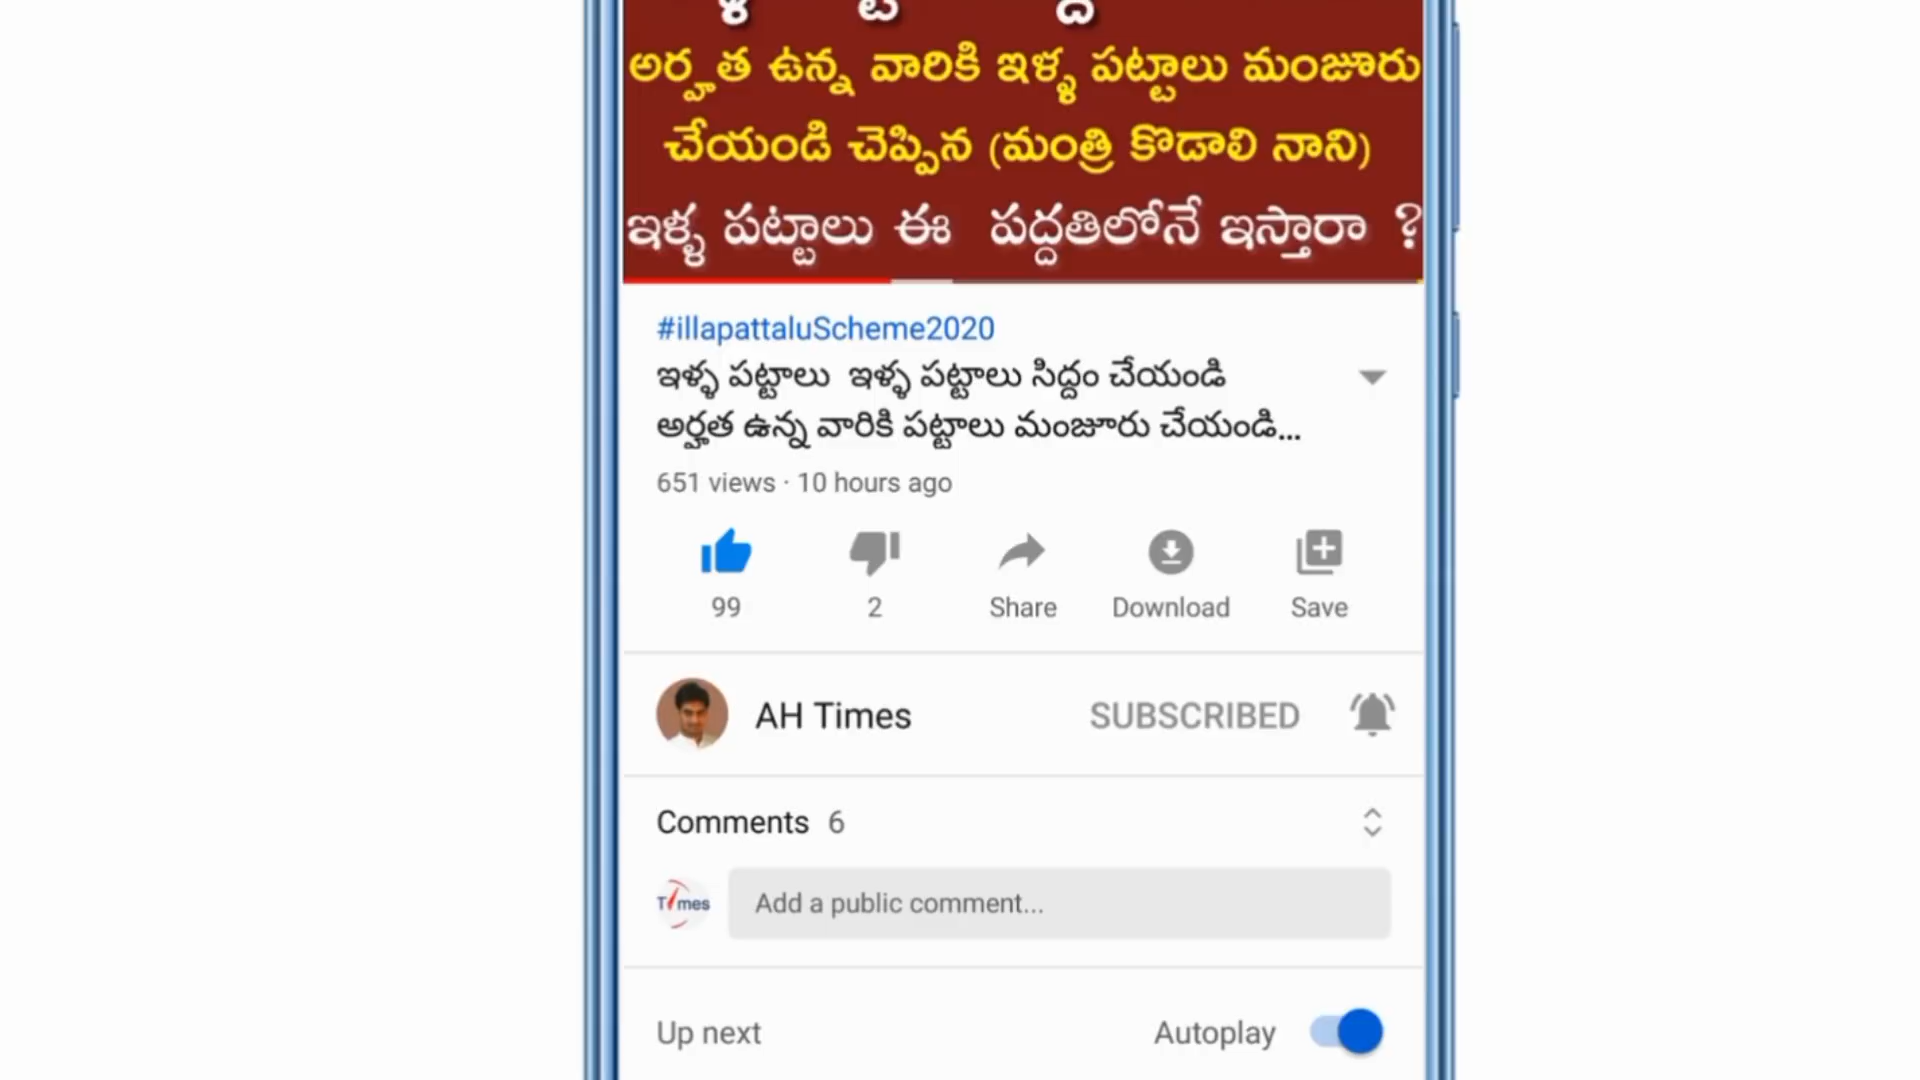 అర్హత ఉన్న వారికి ఇళ్ళ పట్టాలు మంజూరు
చేయండి చెప్పిన (మంత్రి కొడాలి నాని)
ఇళ్ళ పట్టాలు ఈ పద్దతిలోనే ఇస్తారా ?
#illapattaluScheme2020
ఇళ్ళ పట్టాలు ఇళ్ళ పట్టాలు సిద్దం చేయండి
అర్హత ఉన్న వారికి పట్టాలు మంజూరు చేయండి...
651 views · 10 hours ago
99 2 Share Download Save
AH Times SUBSCRIBED
Comments 6
Times Add a public comment...
Up next Autoplay